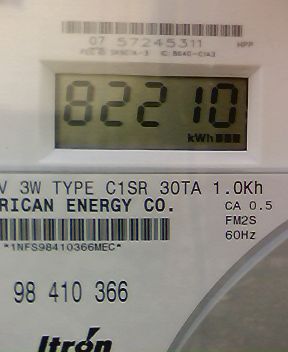 07 57245311
82210
kWh
V 3W TYPE C1SR 30TA 1.0Kh
RICAN ENERGY CO.
CA 0.5
FM2S
60Hz
*1NFS98410366MEC*
98 410 366
Itrón